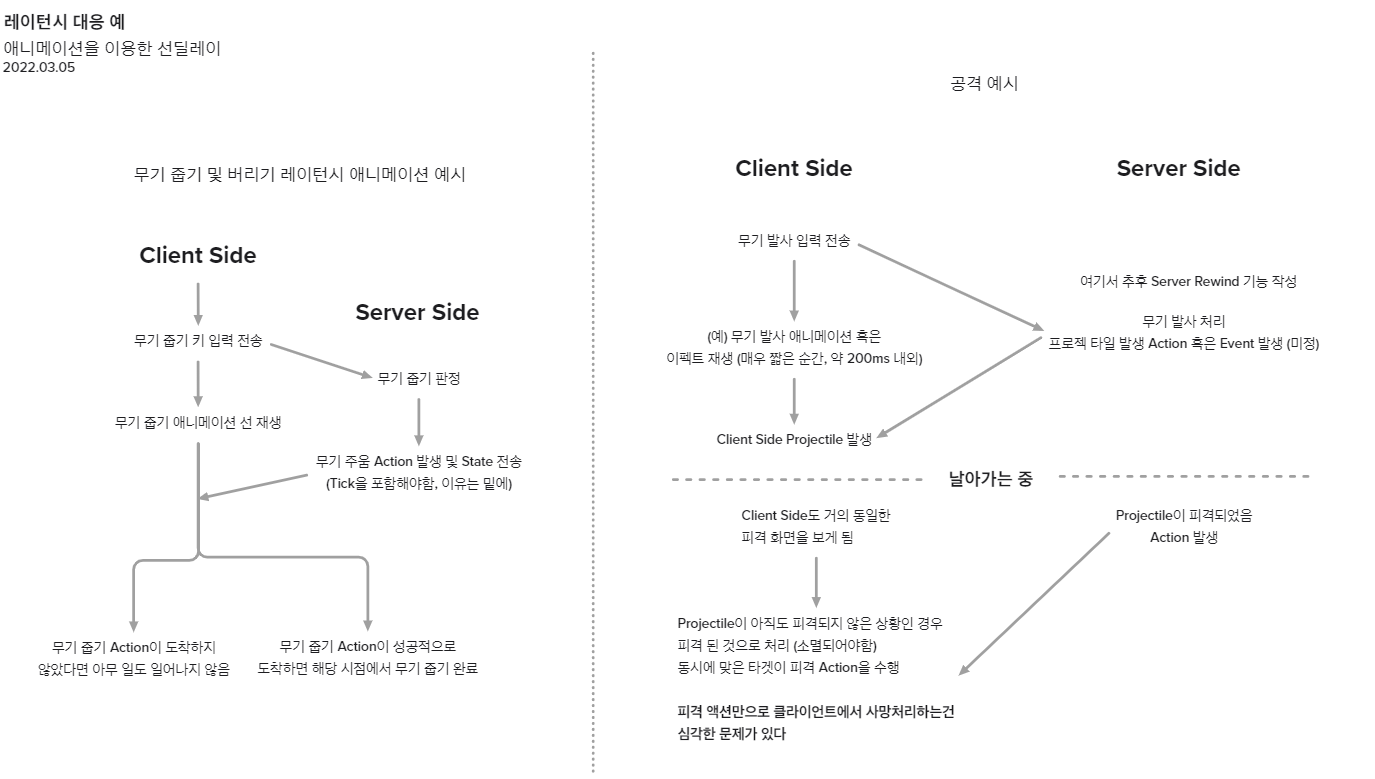 레이턴시 대응 예
애니메이션을 이용한 선딜레이
2022.03.05
무기 줍기 및 버리기 레이턴시 애니메이션 예시
Client Side
Server Side
무기 줍기 키 입력 전송
무기 줍기 판정
무기 줍기 애니메이션 선 재생
무기 주움 Action 발생 및 State 전송
(Tick을 포함해야함, 이유는 밑에)
무기 줍기 Action이 도착하지
않았다면 아무 일도 일어나지 않음
무기 줍기 Action이 성공적으로
도착하면 해당 시점에서 무기 줍기 완료
공격 예시
Client Side
Server Side
무기 발사 입력 전송
여기서 추후 Server Rewind 기능 작성
무기 발사 처리
프로젝 타일 발생 Action 혹은 Event 발생 (미정)
(예) 무기 발사 애니메이션 혹은
이펙트 재생 (매우 짧은 순간, 약 200ms 내외)
Client Side Projectile 발생
날아가는 중
Client Side도 거의 동일한
피격 화면을 보게 됨
Projectile이 피격되었음
Action 발생
Projectile이 아직도 피격되지 않은 상황인 경우
피격 된 것으로 처리 (소멸되어야함)
동시에 맞은 타겟이 피격 Action을 수행
피격 액션만으로 클라이언트에서 사망처리하는건
심각한 문제가 있다